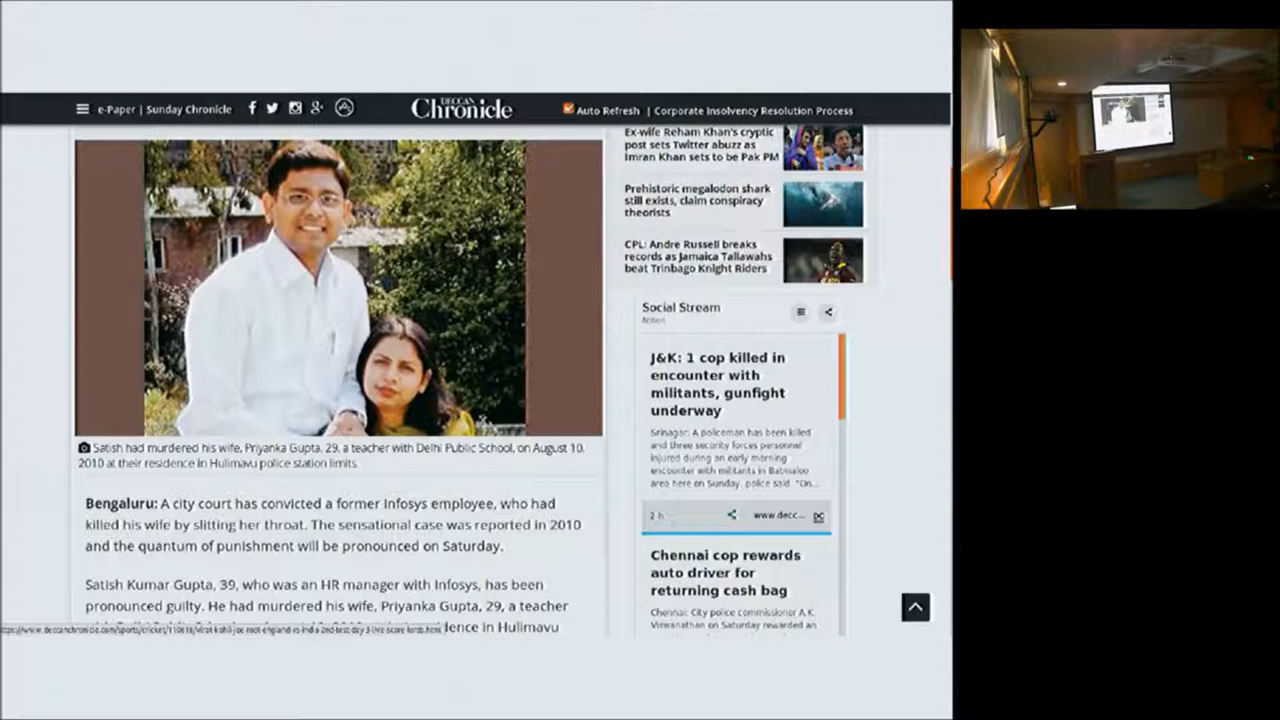 e-Paper | Sunday Chronicle
DECCAN
Chronicle
Auto Refresh | Corporate Insolvency Resolution Process
Ex-wife Reham Khan's cryptic
post sets Twitter abuzz as
Imran Khan sets to be Pak PM
Prehistoric megalodon shark
still exists, claim conspiracy
theorists
CPL: Andre Russell breaks
records as Jamaica Tallawahs
beat Trinbago Knight Riders
Satish had murdered his wife, Priyanka Gupta, 29, a teacher with Delhi Public School, on August 10,
2010 at their residence in Hulimavu police station limits.
Bengaluru: A city court has convicted a former Infosys employee, who had
killed his wife by slitting her throat. The sensational case was reported in 2010
and the quantum of punishment will be pronounced on Saturday.
Satish Kumar Gupta, 39, who was an HR manager with Infosys, has been
pronounced guilty. He had murdered his wife, Priyanka Gupta, 29, a teacher
dence in Hulimavu
Social Stream
J&K: 1 cop killed in
encounter with
militants, gunfight
underway
Srinagar: A policeman has been killed
and three security forces personnel
injured during an early morning
encounter with militants in Batmaloo
area here on Sunday, police said. "On...
2 h
www.decc...
DC
Chennai cop rewards
auto driver for
returning cash bag
Chennai: City police commissioner A.K.
Viswanathan on Saturday rewarded an